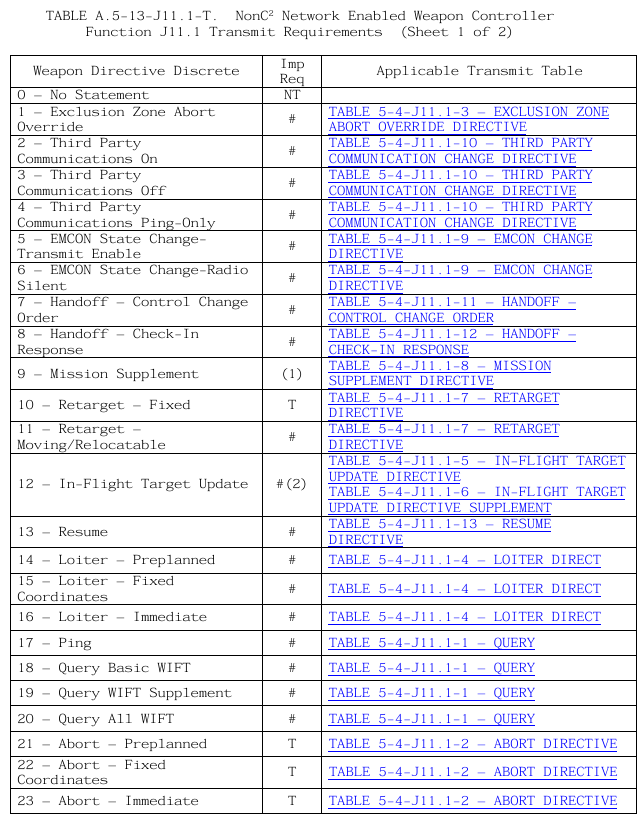 TABLE A.5-13-J11.1-T. NonC² Network Enabled Weapon Controller
Function J11.1 Transmit Requirements (Sheet 1 of 2)
Weapon Directive Discrete
Imp
Req
Applicable Transmit Table
0 – No Statement
NT
1 – Exclusion Zone Abort
Override
#
TABLE 5-4-J11.1-3 – EXCLUSION ZONE
ABORT OVERRIDE DIRECTIVE
2 – Third Party
Communications On
#
TABLE 5-4-J11.1-10 – THIRD PARTY
COMMUNICATION CHANGE DIRECTIVE
3 – Third Party
Communications Off
#
TABLE 5-4-J11.1-10 – THIRD PARTY
COMMUNICATION CHANGE DIRECTIVE
4 – Third Party
Communications Ping-Only
#
TABLE 5-4-J11.1-10 – THIRD PARTY
COMMUNICATION CHANGE DIRECTIVE
5 – EMCON State Change-
Transmit Enable
#
TABLE 5-4-J11.1-9 – EMCON CHANGE
DIRECTIVE
6 – EMCON State Change-Radio
Silent
#
TABLE 5-4-J11.1-9 – EMCON CHANGE
DIRECTIVE
7 – Handoff – Control Change
Order
#
TABLE 5-4-J11.1-11 – HANDOFF –
CONTROL CHANGE ORDER
8 – Handoff – Check-In
Response
#
TABLE 5-4-J11.1-12 – HANDOFF –
CHECK-IN RESPONSE
9 – Mission Supplement
(1)
TABLE 5-4-J11.1-8 – MISSION
SUPPLEMENT DIRECTIVE
10 – Retarget – Fixed
T
TABLE 5-4-J11.1-7 – RETARGET
DIRECTIVE
11 – Retarget –
Moving/Relocatable
#
TABLE 5-4-J11.1-7 – RETARGET
DIRECTIVE
12 – In-Flight Target Update
#(2)
TABLE 5-4-J11.1-5 – IN-FLIGHT TARGET
UPDATE DIRECTIVE
TABLE 5-4-J11.1-6 – IN-FLIGHT TARGET
UPDATE DIRECTIVE SUPPLEMENT
13 – Resume
#
TABLE 5-4-J11.1-13 – RESUME
DIRECTIVE
14 – Loiter – Preplanned
#
TABLE 5-4-J11.1-4 – LOITER DIRECT
15 – Loiter – Fixed
Coordinates
#
TABLE 5-4-J11.1-4 – LOITER DIRECT
16 – Loiter – Immediate
#
TABLE 5-4-J11.1-4 – LOITER DIRECT
17 – Ping
#
TABLE 5-4-J11.1-1 – QUERY
18 – Query Basic WIFT
#
TABLE 5-4-J11.1-1 – QUERY
19 – Query WIFT Supplement
#
TABLE 5-4-J11.1-1 – QUERY
20 – Query All WIFT
#
TABLE 5-4-J11.1-1 – QUERY
21 – Abort – Preplanned
T
TABLE 5-4-J11.1-2 – ABORT DIRECTIVE
22 – Abort – Fixed
Coordinates
T
TABLE 5-4-J11.1-2 – ABORT DIRECTIVE
23 – Abort – Immediate
T
TABLE 5-4-J11.1-2 – ABORT DIRECTIVE